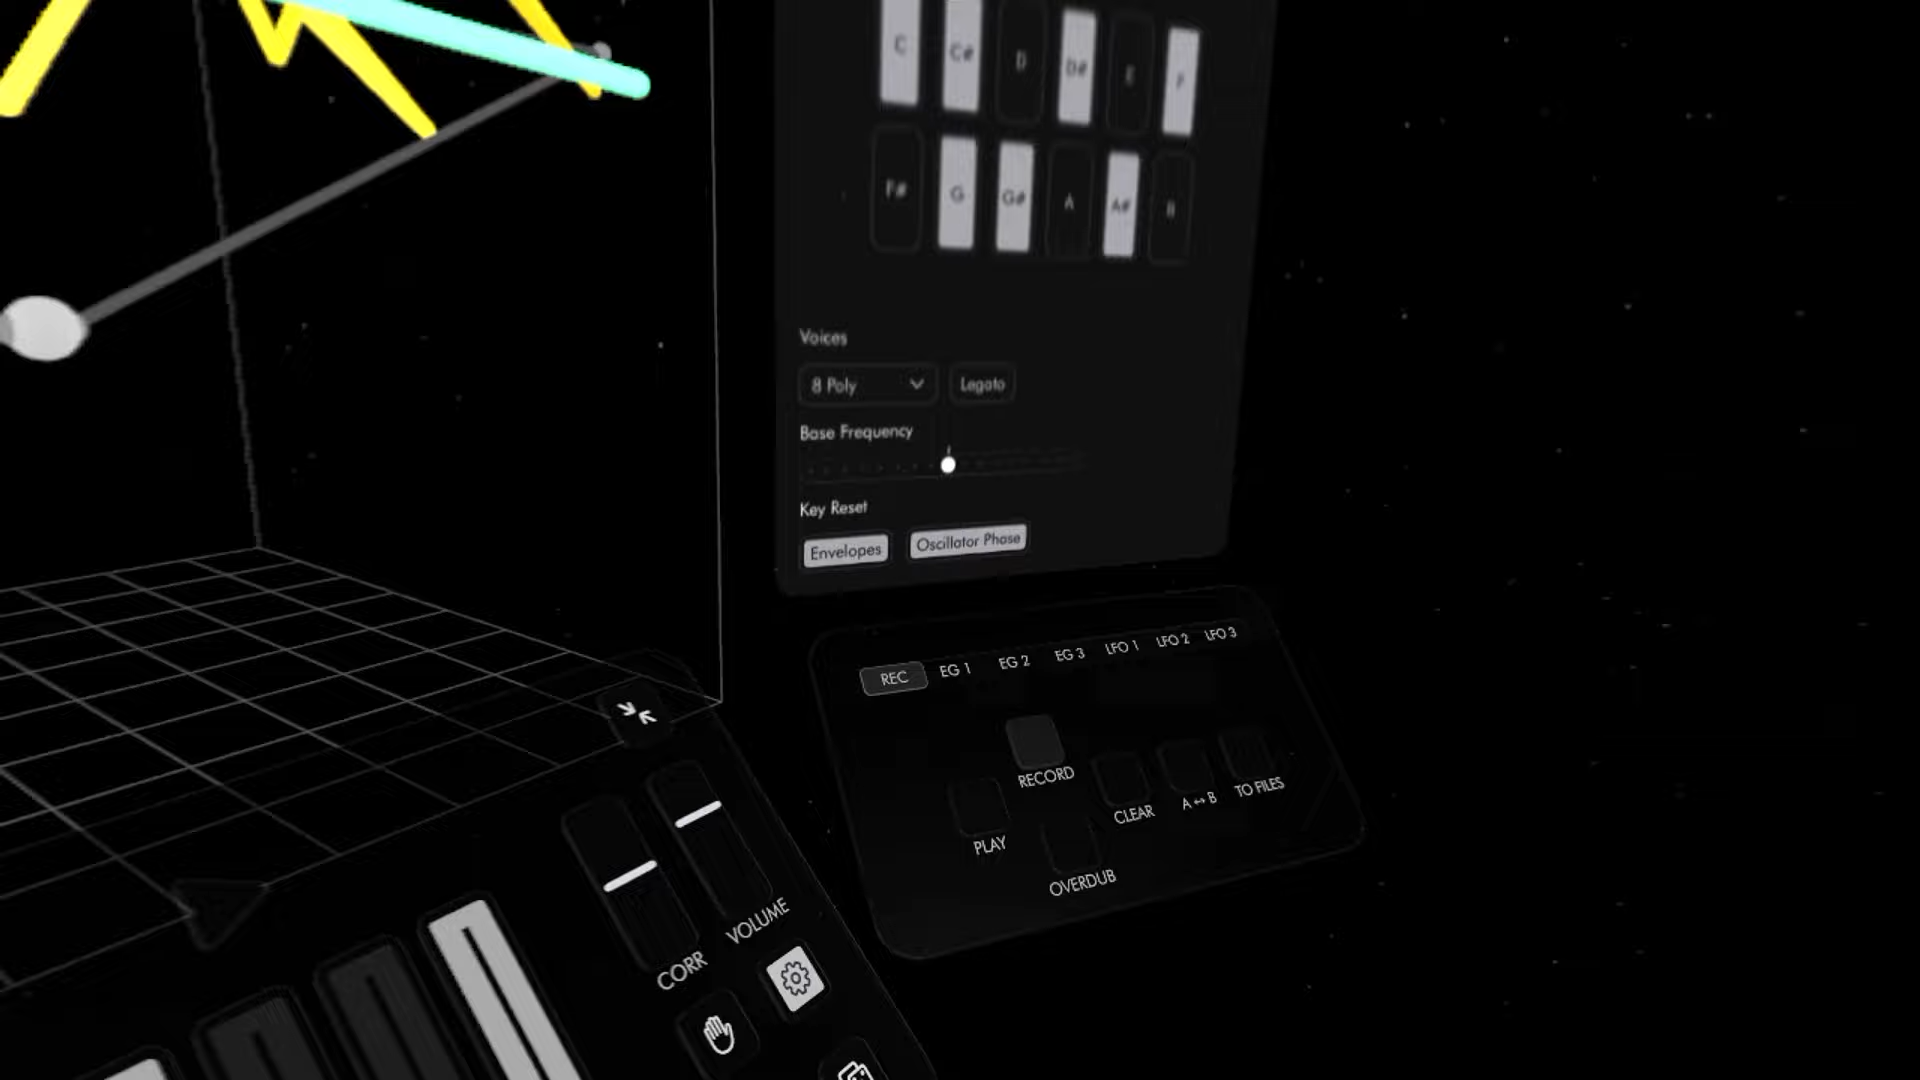 C C# D D# E F
F# G G# A A# B
Voices
8 Poly Legato
Base Frequency
Key Reset
Envelopes Oscillator Phase
REC EG 1 EG 2 EG 3 LFO 1 LFO 2 LFO 3
RECORD
PLAY
CLEAR A↔B TO FILES
OVERDUB
VOLUME
CORR